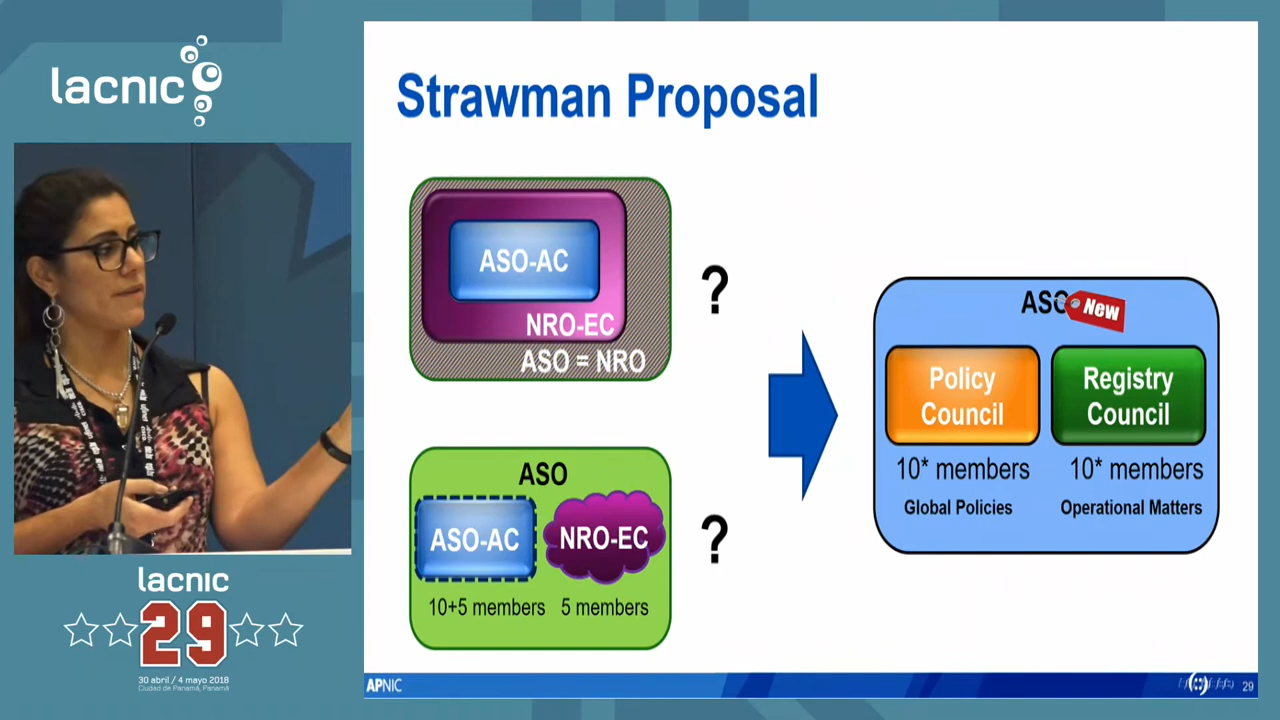 lacnic
Strawman Proposal
ASO-AC
NRO-EC
ASO = NRO
?
ASO
ASO-AC
NRO-EC
10+5 members
5 members
?
ASO
New
Policy
Council
Registry
Council
10* members
10* members
Global Policies
Operational Matters
lacnic
29
30 abril / 4 mayo 2018
Ciudad de Panamá, Panamá
APNIC
29